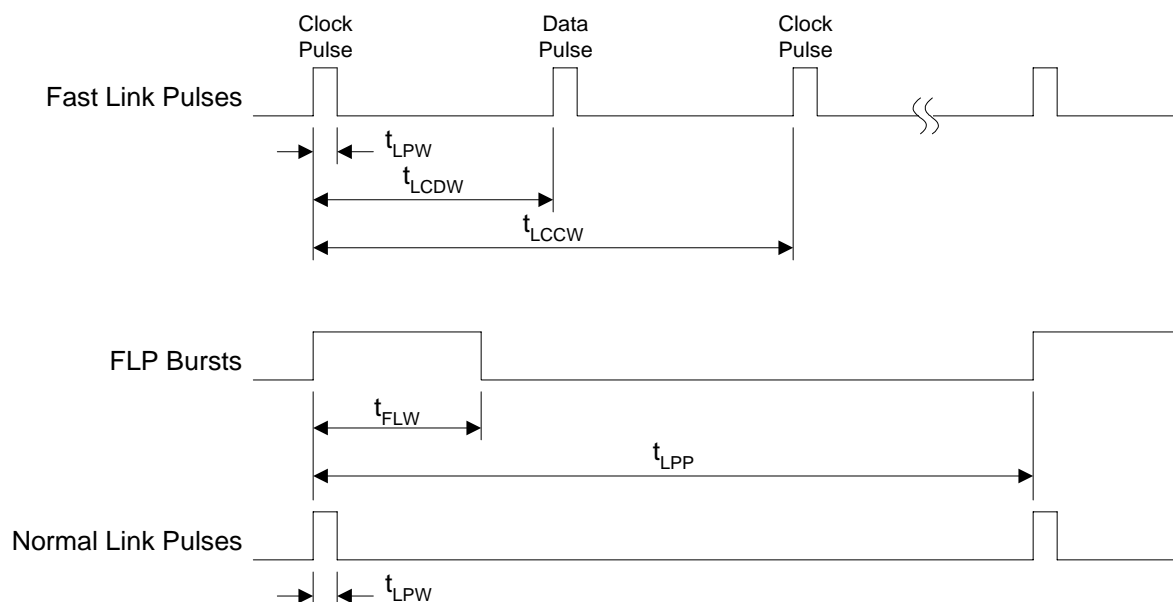 Clock
Pulse
Data
Pulse
Clock
Pulse
Fast Link Pulses
tLPW
tLCDW
tLCCW
FLP Bursts
tFLW
tLPP
Normal Link Pulses
tLPW